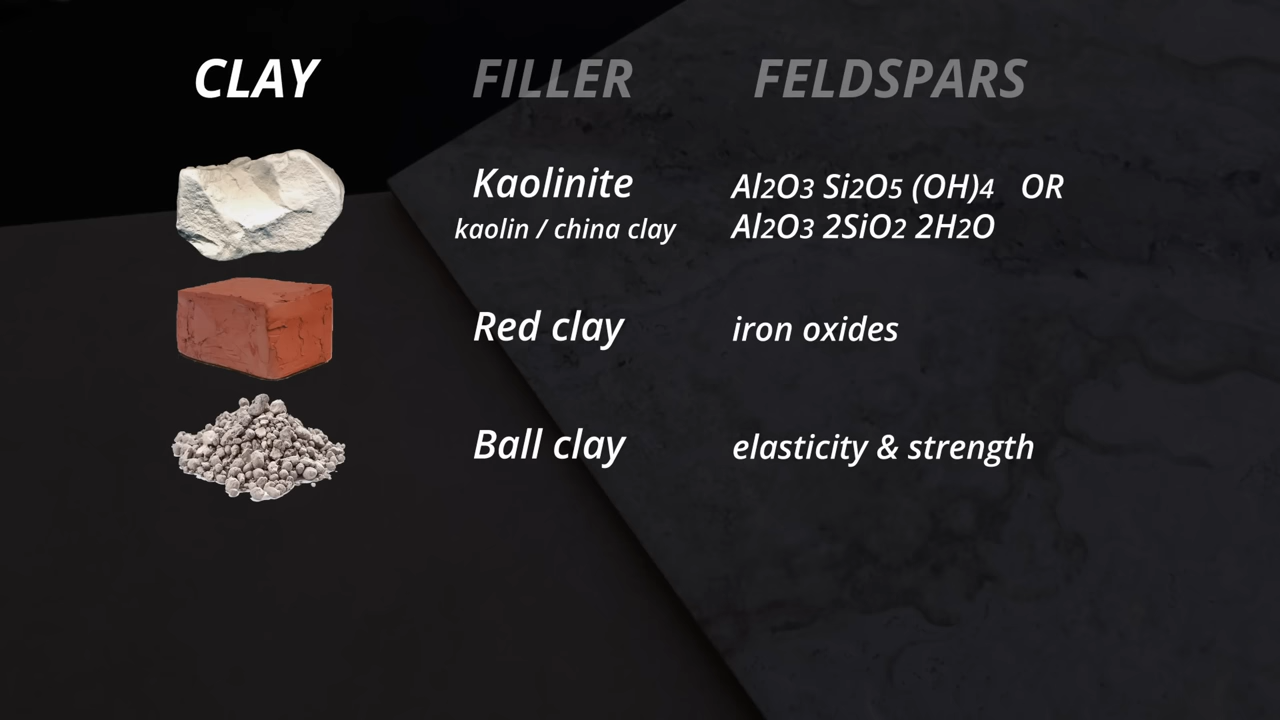 CLAY FILLER FELDSPARS
Kaolinite Al2O3 Si2O5 (OH)4 OR
kaolin / china clay Al2O3 2SiO2 2H2O
Red clay iron oxides
Ball clay elasticity & strength